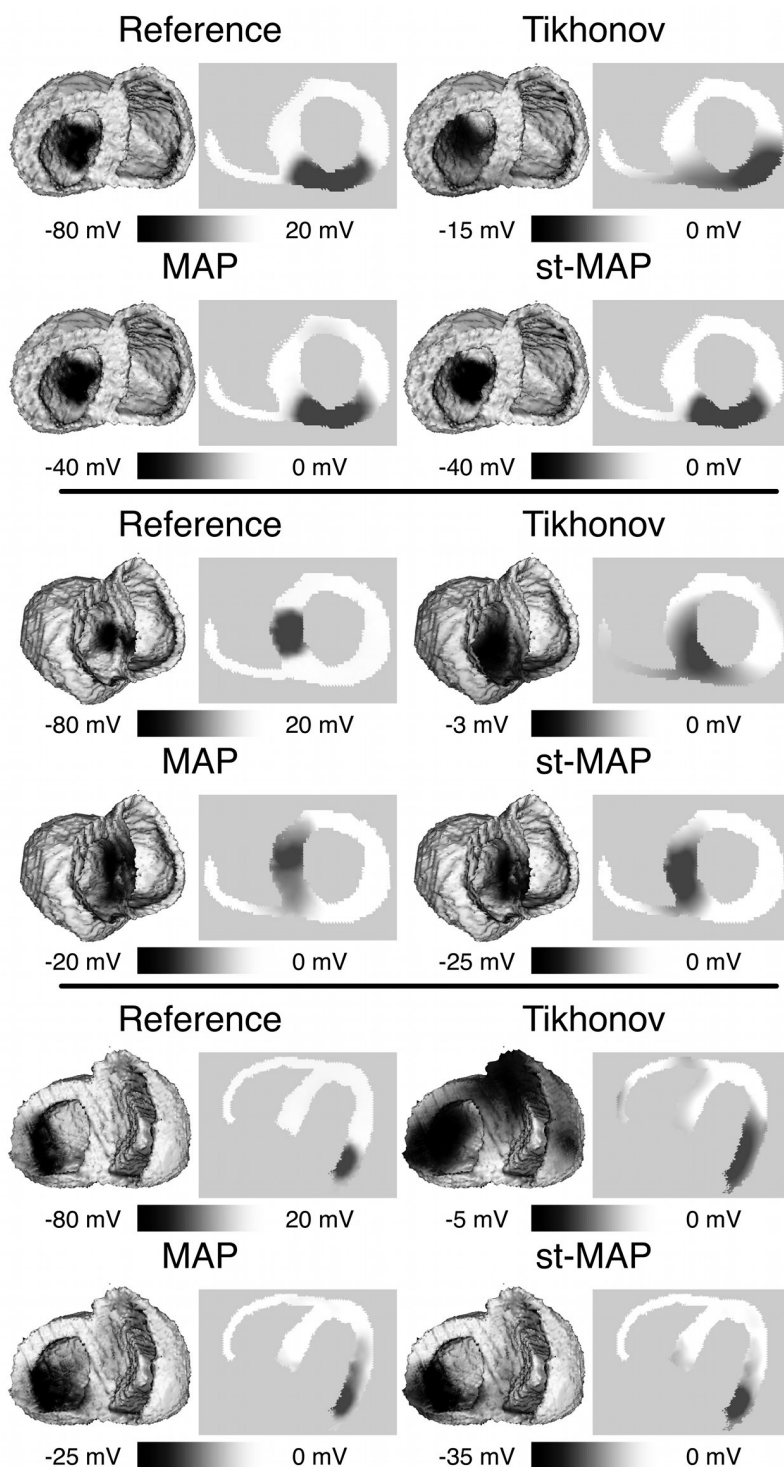 Reference Tikhonov
-80 mV 20 mV -15 mV 0 mV
MAP st-MAP
-40 mV 0 mV -40 mV 0 mV
Reference Tikhonov
-80 mV 20 mV -3 mV 0 mV
MAP st-MAP
-20 mV 0 mV -25 mV 0 mV
Reference Tikhonov
-80 mV 20 mV -5 mV 0 mV
MAP st-MAP
-25 mV 0 mV -35 mV 0 mV